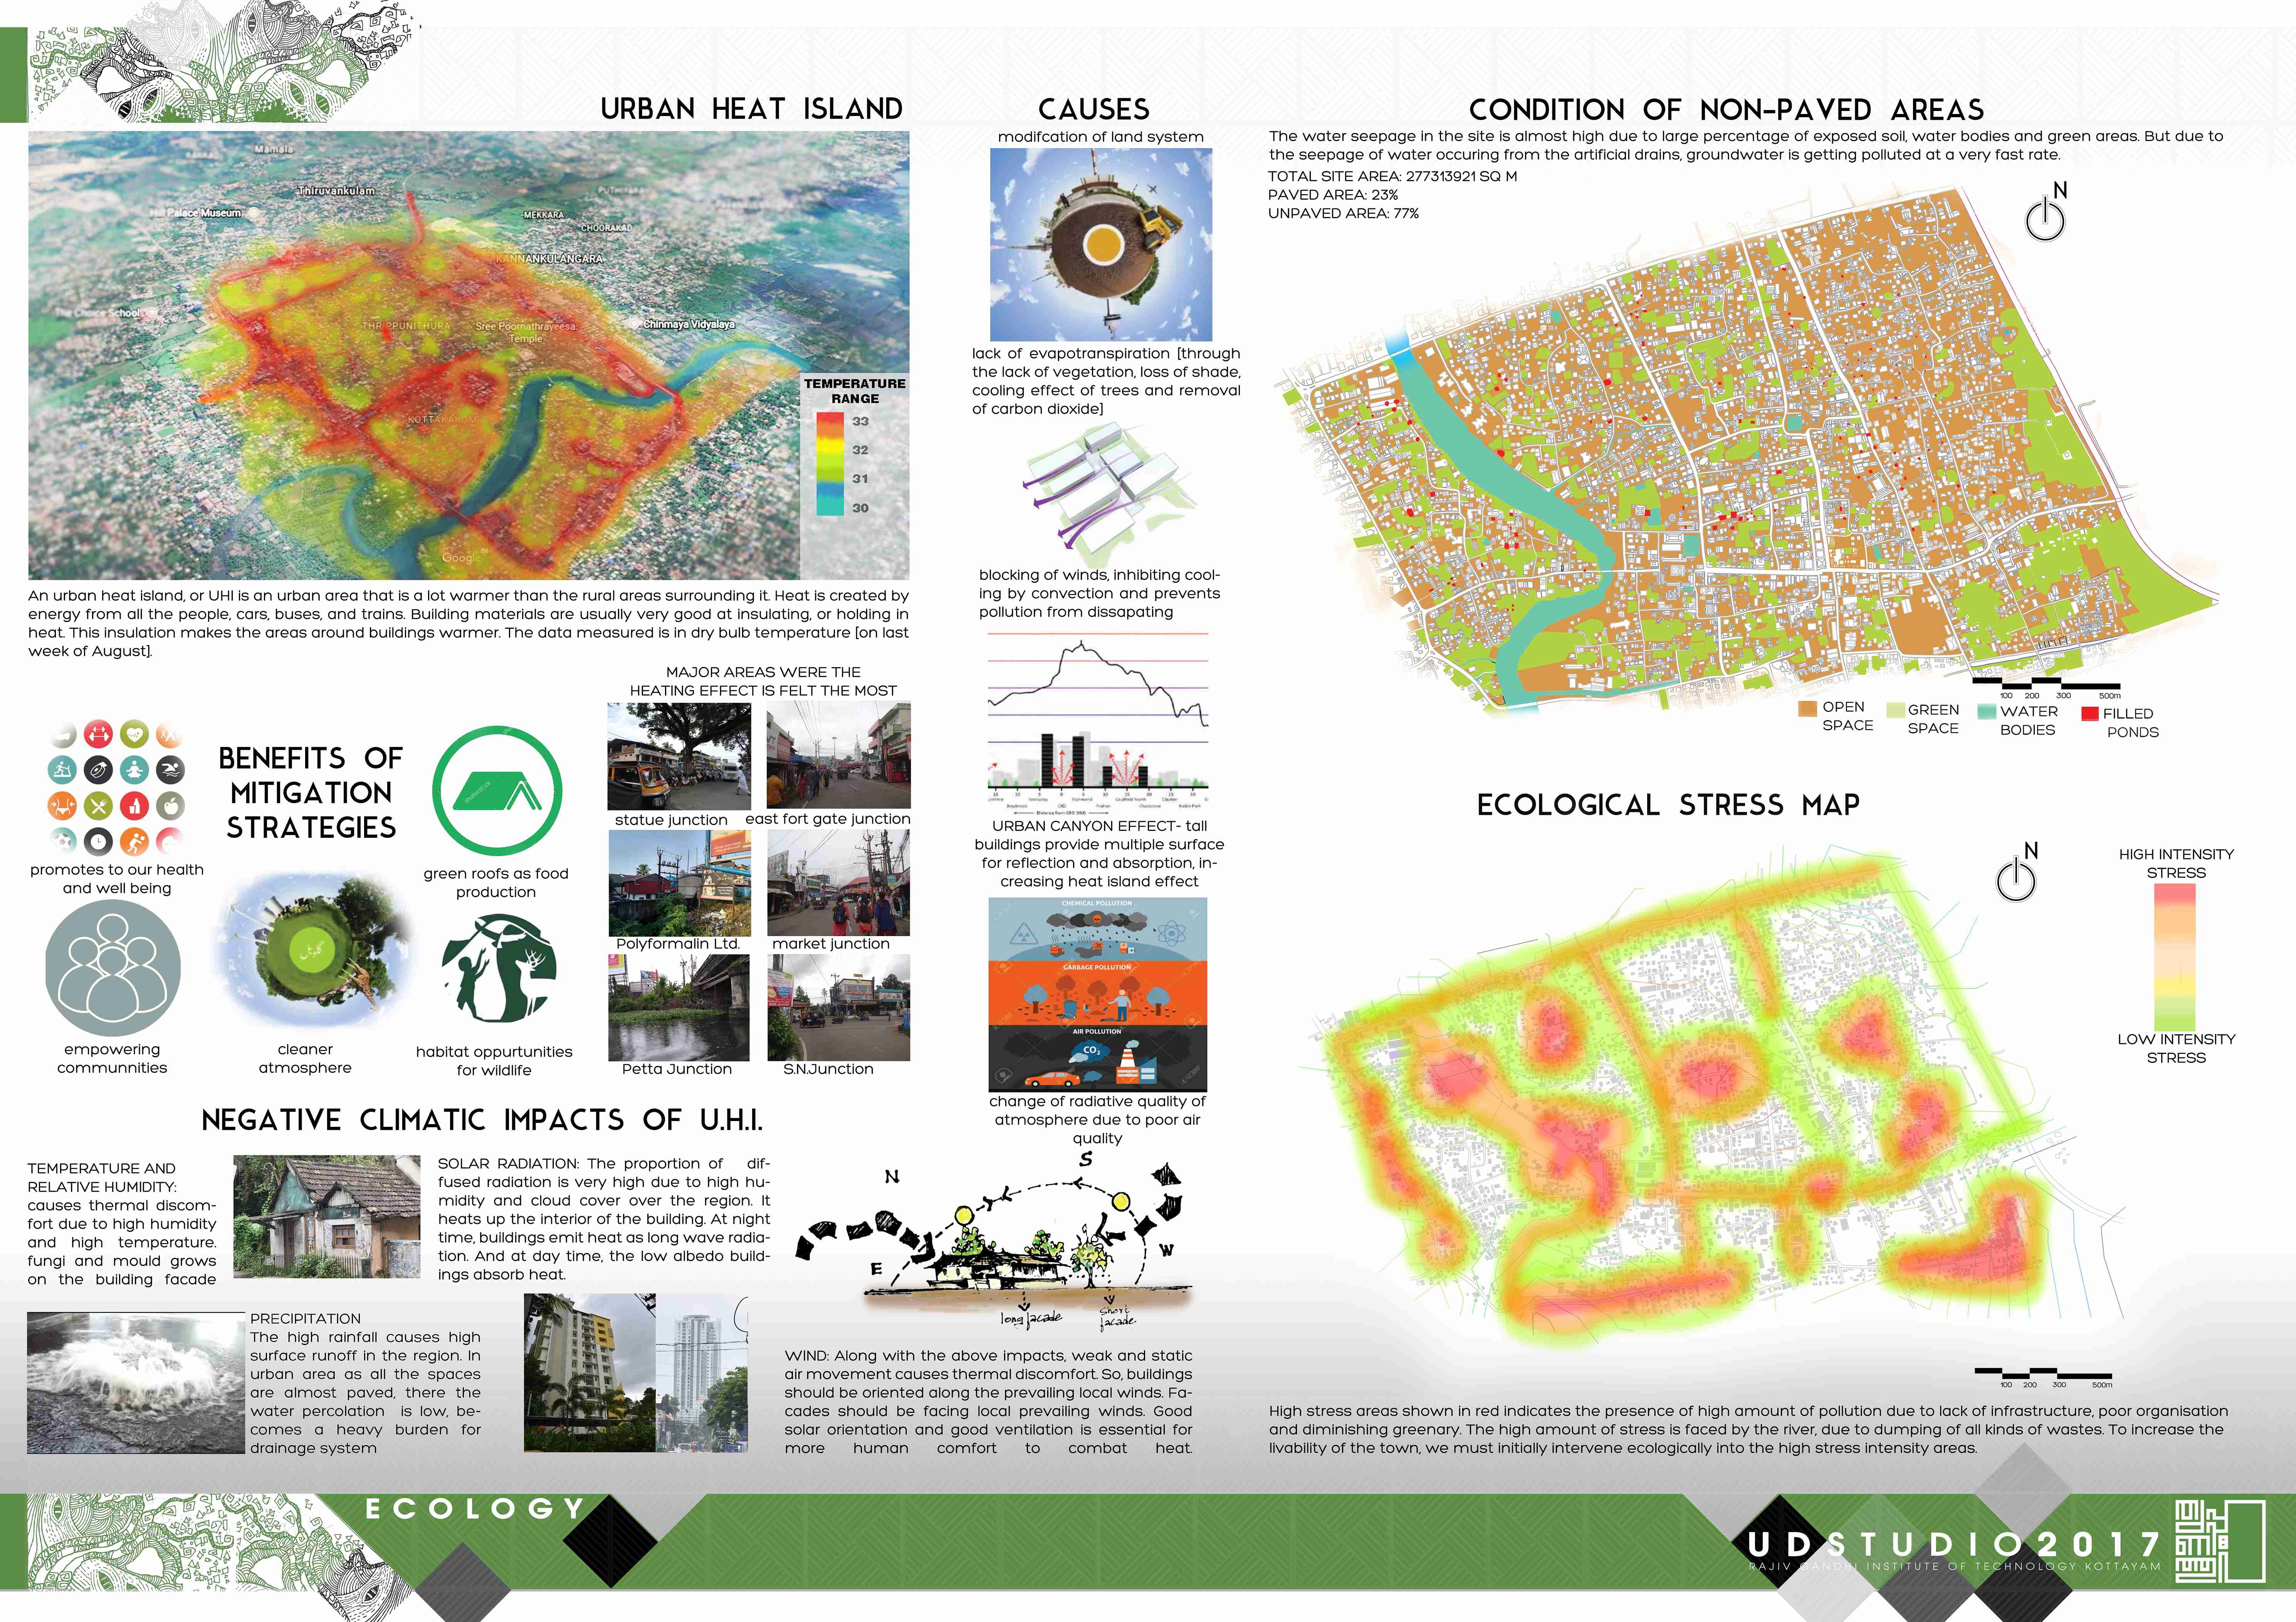 URBAN HEAT ISLAND
Mamala
Thiruvankulam
Hill Palace Museum
MEKKARA
CHOORAKAD
KANNANKULANGARA
The Choice School
THRIPPUNITHURA
Sree Poornathrayeesa
Temple
Chinmaya Vidyalaya
Google
TEMPERATURE
RANGE
33
32
31
30
An urban heat island, or UHI is an urban area that is a lot warmer than the rural areas surrounding it. Heat is created by
energy from all the people, cars, buses, and trains. Building materials are usually very good at insulating, or holding in
heat. This insulation makes the areas around buildings warmer. The data measured is in dry bulb temperature [on last
week of August].
BENEFITS OF
MITIGATION
STRATEGIES
promotes to our health
and well being
green roofs as food
production
empowering
communnities
cleaner
atmosphere
habitat oppurtunities
for wildlife
MAJOR AREAS WERE THE
HEATING EFFECT IS FELT THE MOST
statue junction
east fort gate junction
Polyformalin Ltd.
market junction
Petta Junction
S.N.Junction
NEGATIVE CLIMATIC IMPACTS OF U.H.I.
TEMPERATURE AND
RELATIVE HUMIDITY:
causes thermal discom-
fort due to high humidity
and high temperature.
fungi and mould grows
on the building facade
SOLAR RADIATION: The proportion of dif-
fused radiation is very high due to high hu-
midity and cloud cover over the region. It
heats up the interior of the building. At night
time, buildings emit heat as long wave radia-
tion. And at day time, the low albedo build-
ings absorb heat.
PRECIPITATION
The high rainfall causes high
surface runoff in the region. In
urban area as all the spaces
are almost paved, there the
water percolation is low, be-
comes a heavy burden for
drainage system
CAUSES
modifcation of land system
lack of evapotranspiration [through
the lack of vegetation, loss of shade,
cooling effect of trees and removal
of carbon dioxide]
blocking of winds, inhibiting cool-
ing by convection and prevents
pollution from dissapating
URBAN CANYON EFFECT- tall
buildings provide multiple surface
for reflection and absorption, in-
creasing heat island effect
CHEMICAL POLLUTION
GARBAGE POLLUTION
AIR POLLUTION
CO2
change of radiative quality of
atmosphere due to poor air
quality
N
S
E
W
long facade
short
facade
WIND: Along with the above impacts, weak and static
air movement causes thermal discomfort. So, buildings
should be oriented along the prevailing local winds. Fa-
cades should be facing local prevailing winds. Good
solar orientation and good ventilation is essential for
more human comfort to combat heat.
CONDITION OF NON-PAVED AREAS
The water seepage in the site is almost high due to large percentage of exposed soil, water bodies and green areas. But due to
the seepage of water occuring from the artificial drains, groundwater is getting polluted at a very fast rate.
TOTAL SITE AREA: 277313921 SQ M
PAVED AREA: 23%
UNPAVED AREA: 77%
N
100 200 300 500m
OPEN
SPACE
GREEN
SPACE
WATER
BODIES
FILLED
PONDS
ECOLOGICAL STRESS MAP
N
HIGH INTENSITY
STRESS
LOW INTENSITY
STRESS
100 200 300 500m
High stress areas shown in red indicates the presence of high amount of pollution due to lack of infrastructure, poor organisation
and diminishing greenary. The high amount of stress is faced by the river, due to dumping of all kinds of wastes. To increase the
livability of the town, we must initially intervene ecologically into the high stress intensity areas.
ECOLOGY
UDSTUDIO2017
RAJIV GANDHI INSTITUTE OF TECHNOLOGY KOTTAYAM